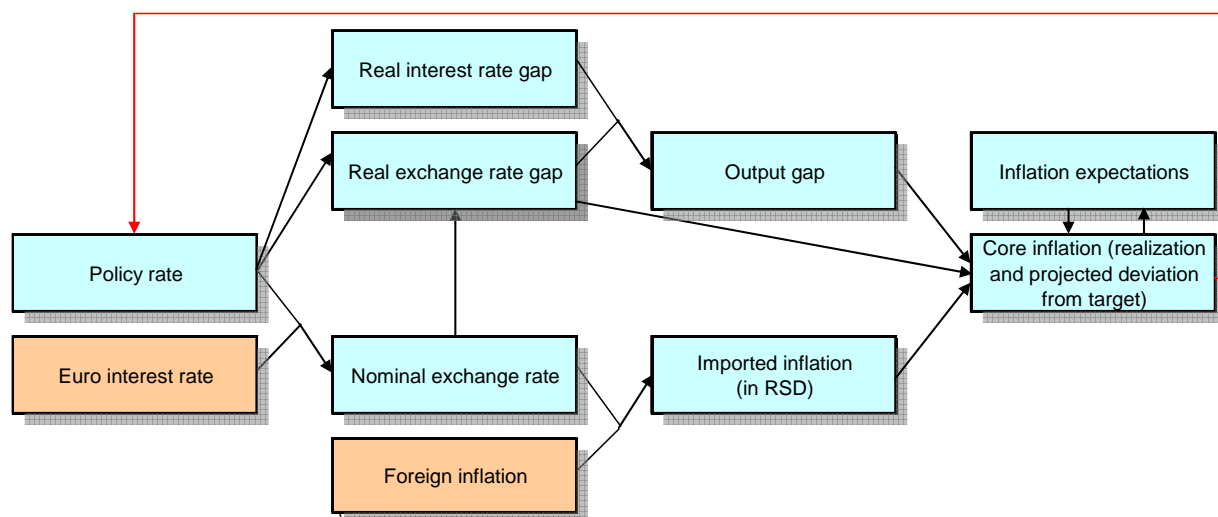 Real interest rate gap
Real exchange rate gap
Output gap
Inflation expectations
Policy rate
Core inflation (realization
and projected deviation
from target)
Euro interest rate
Nominal exchange rate
Imported inflation
(in RSD)
Foreign inflation